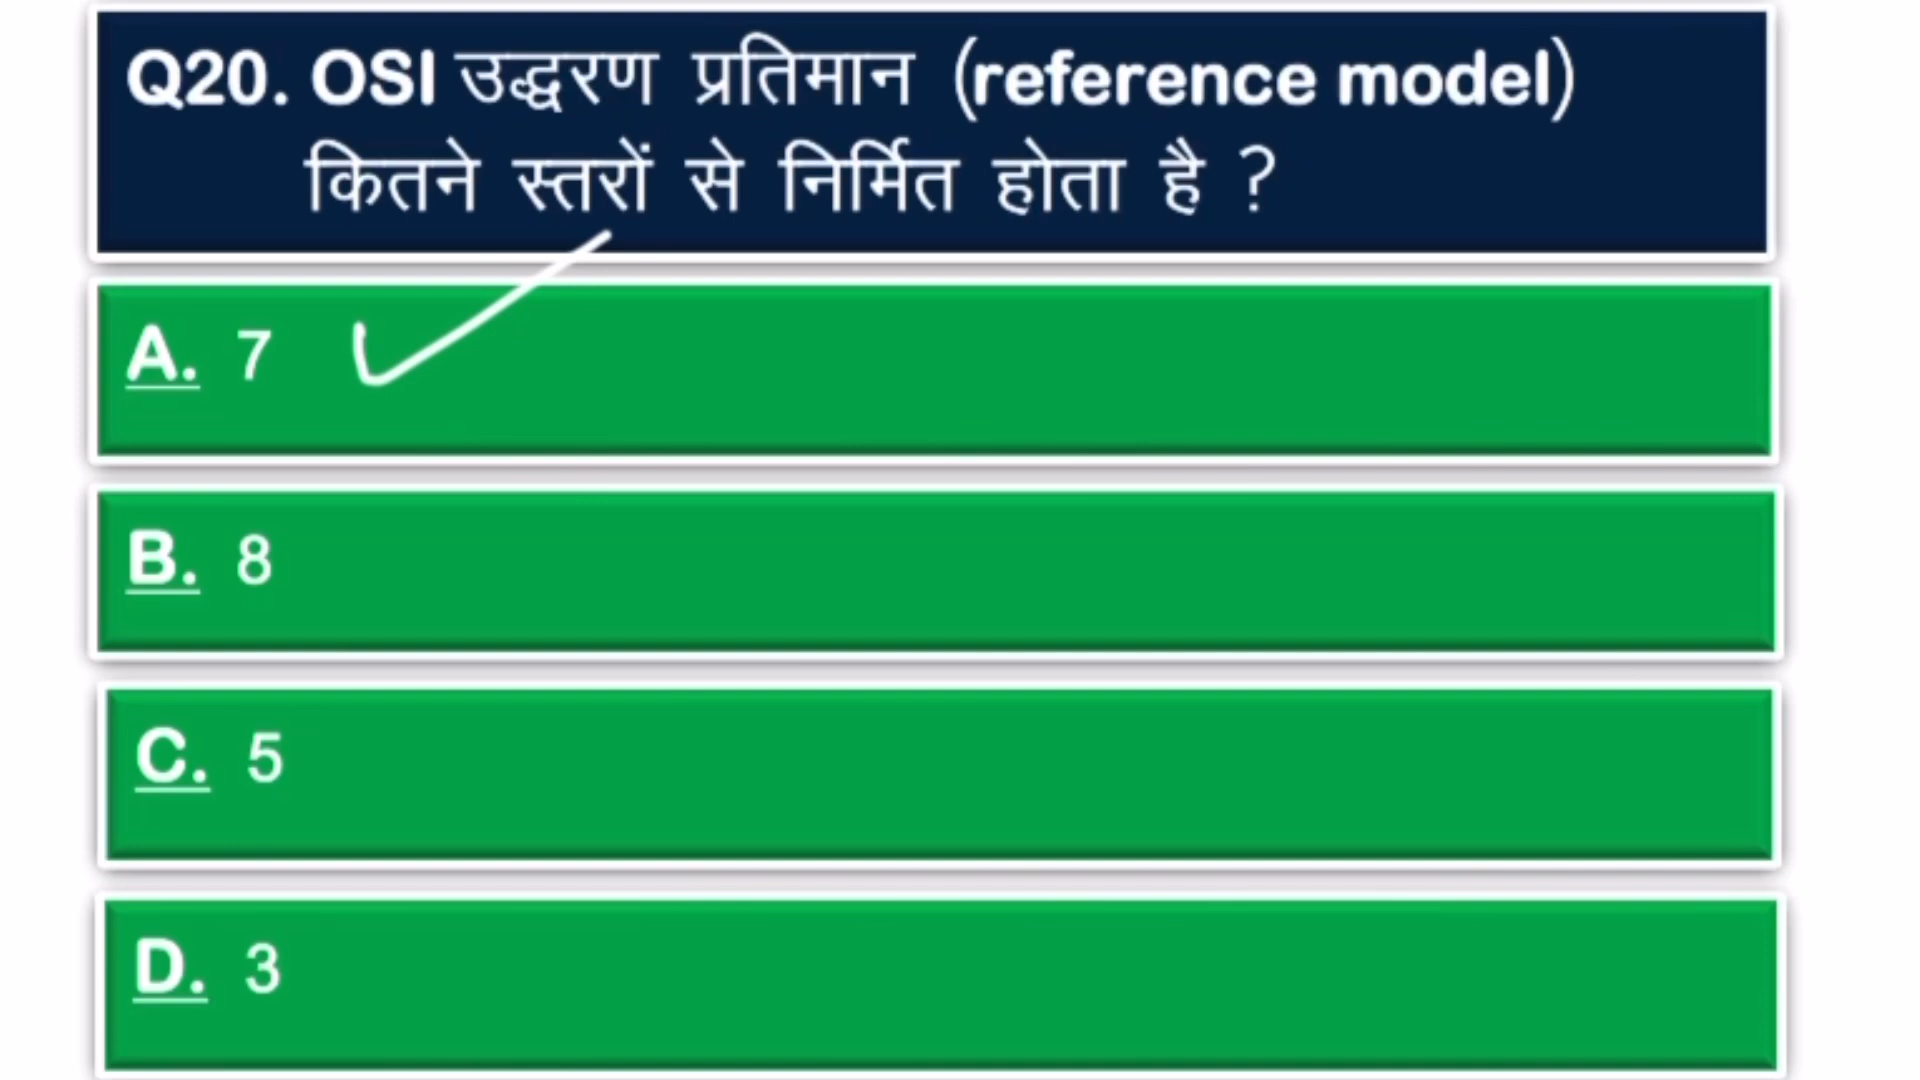 Q20. OSI उद्धरण प्रतिमान (reference model)
कितने स्तरों से निर्मित होता है ?
A. 7
B. 8
C. 5
D. 3